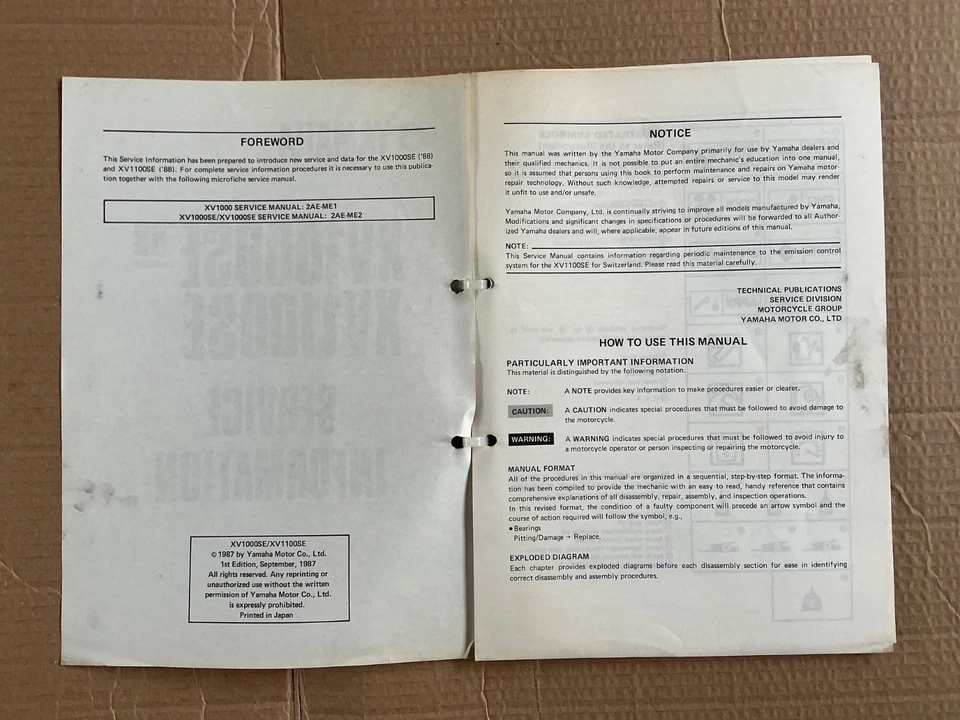 FOREWORD
This Service Information has been prepared to introduce new service and data for the XV1000SE ('88)
and XV1100SE ('88). For complete service information procedures it is necessary to use this publica-
tion together with the following microfiche service manual.
XV1000 SERVICE MANUAL: 2AE-ME1
XV1000SE/XV1000SE SERVICE MANUAL: 2AE-ME2
XV1000SE/XV1100SE
© 1987 by Yamaha Motor Co., Ltd.
1st Edition, September, 1987
All rights reserved. Any reprinting or
unauthorized use without the written
permission of Yamaha Motor Co., Ltd.
is expressly prohibited.
Printed in Japan
NOTICE
This manual was written by the Yamaha Motor Company primarily for use by Yamaha dealers and
their qualified mechanics. It is not possible to put an entire mechanic's education into one manual,
so it is assumed that persons using this book to perform maintenance and repairs on Yamaha motor-
repair technology. Without such knowledge, attempted repairs or service to this model may render
it unfit to use and/or unsafe.
Yamaha Motor Company, Ltd. is continually striving to improve all models manufactured by Yamaha.
Modifications and significant changes in specifications or procedures will be forwarded to all Author-
ized Yamaha dealers and will, where applicable, appear in future editions of this manual.
NOTE:
This Service Manual contains information regarding periodic maintenance to the emission control
system for the XV1100SE for Switzerland. Please read this material carefully.
TECHNICAL PUBLICATIONS
SERVICE DIVISION
MOTORCYCLE GROUP
YAMAHA MOTOR CO., LTD
HOW TO USE THIS MANUAL
PARTICULARLY IMPORTANT INFORMATION
This material is distinguished by the following notation.
NOTE: A NOTE provides key information to make procedures easier or clearer.
CAUTION: A CAUTION indicates special procedures that must be followed to avoid damage to
the motorcycle.
WARNING: A WARNING indicates special procedures that must be followed to avoid injury to
a motorcycle operator or person inspecting or repairing the motorcycle.
MANUAL FORMAT
All of the procedures in this manual are organized in a sequential, step-by-step format. The informa-
tion has been compiled to provide the mechanic with an easy to read, handy reference that contains
comprehensive explanations of all disassembly, repair, assembly, and inspection operations.
In this revised format, the condition of a faulty component will precede an arrow symbol and the
course of action required will follow the symbol, e.g.,
● Bearings
Pitting/Damage → Replace.
EXPLODED DIAGRAM
Each chapter provides exploded diagrams before each disassembly section for ease in identifying
correct disassembly and assembly procedures.